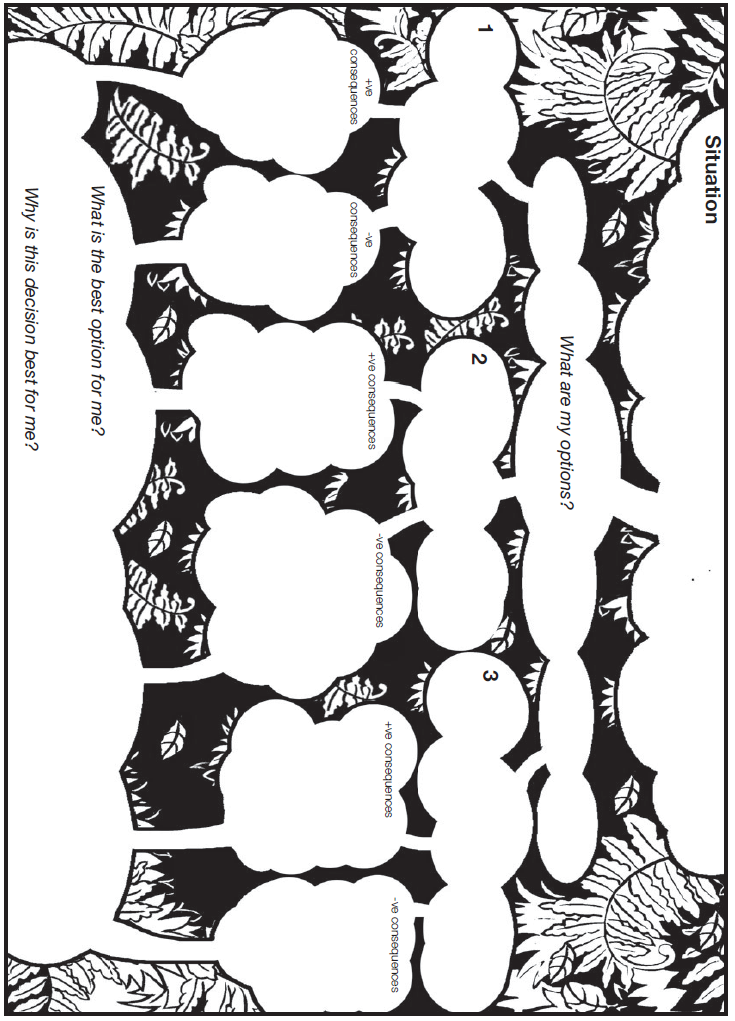 Situation
What are my options?
1
2
3
+ve
consequences
-ve
consequences
+ve consequences
-ve consequences
+ve consequences
-ve consequences
What is the best option for me?
Why is this decision best for me?